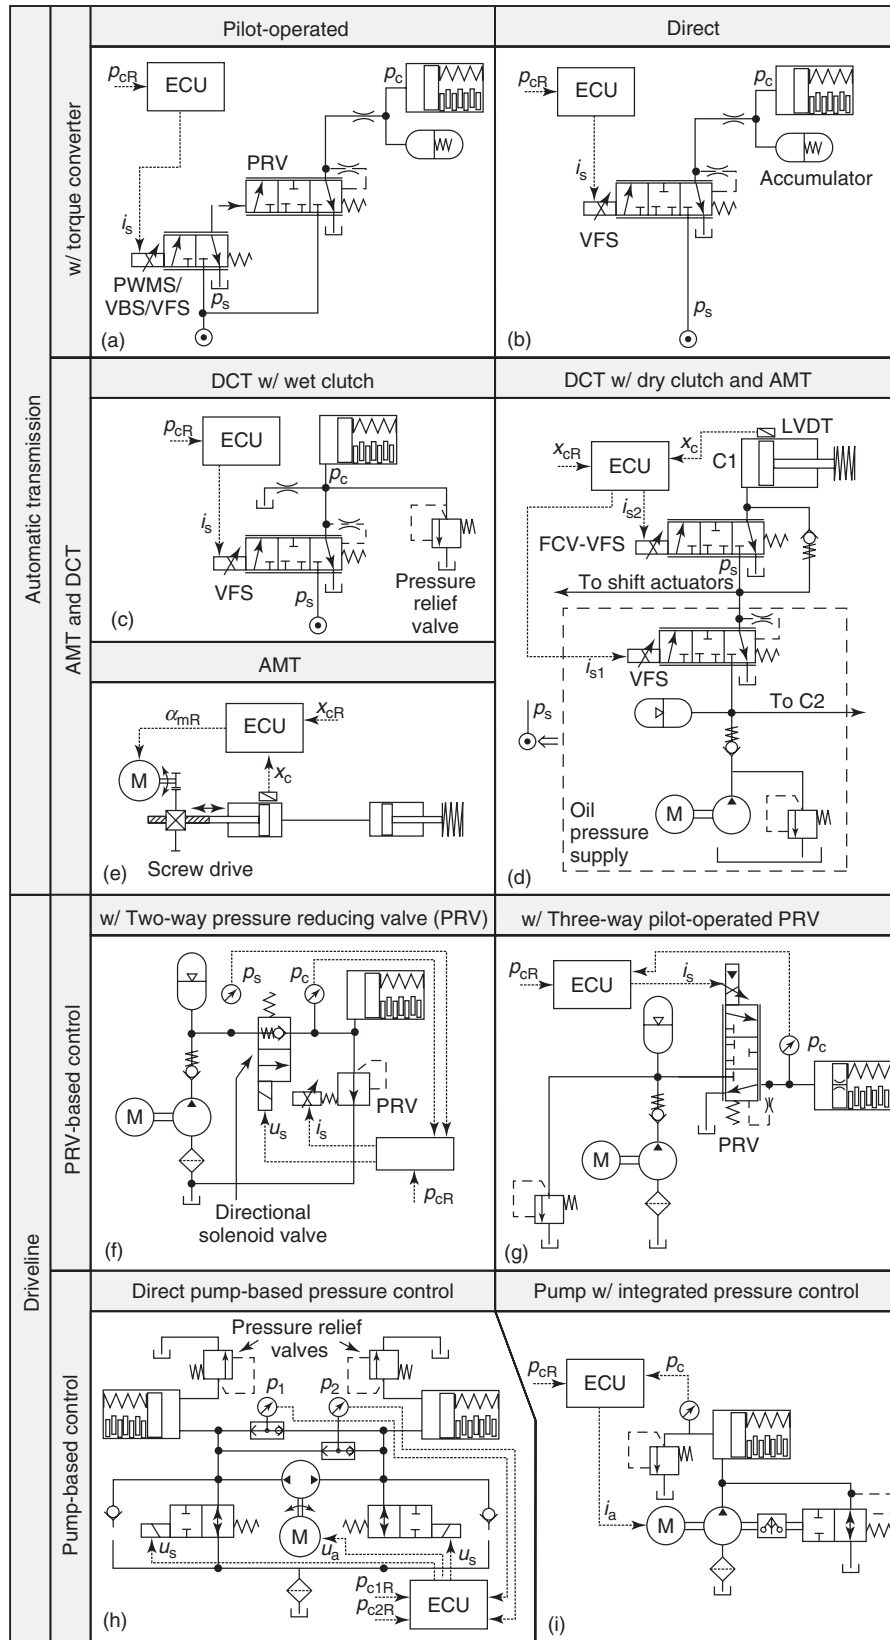 Automatic transmission
w/ torque converter
Pilot-operated
p_cR
ECU
p_c
PRV
i_s
PWMS/
VBS/VFS
p_s
(a)
Direct
p_cR
ECU
p_c
i_s
Accumulator
VFS
p_s
(b)
AMT and DCT
DCT w/ wet clutch
p_cR
ECU
p_c
i_s
VFS
p_s
Pressure
relief
valve
(c)
DCT w/ dry clutch and AMT
LVDT
x_cR
ECU
x_c
C1
i_s2
FCV-VFS
p_s
To shift actuators
i_s1
VFS
To C2
p_s
M
Oil
pressure
supply
(d)
AMT
α_mR
ECU
x_cR
M
x_c
Screw drive
(e)
Driveline
PRV-based control
w/ Two-way pressure reducing valve (PRV)
p_s
p_c
M
PRV
u_s
i_s
p_cR
Directional
solenoid valve
(f)
w/ Three-way pilot-operated PRV
p_cR
ECU
i_s
p_c
M
PRV
(g)
Pump-based control
Direct pump-based pressure control
Pressure relief
valves
p_1
p_2
M
u_s
u_a
u_s
p_c1R
p_c2R
ECU
(h)
Pump w/ integrated pressure control
p_cR
ECU
p_c
i_a
M
(i)